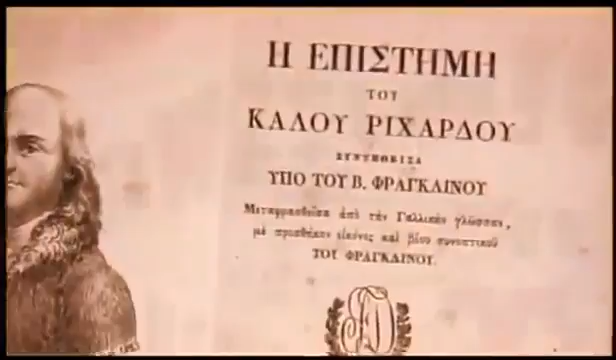 Η ΕΠΙΣΤΗΜΗ
ΤΟΥ
ΚΑΛΟΥ ΡΙΧΑΡΔΟΥ
ΣΥΝΤΕΘΕΙΣΑ
ΥΠΟ ΤΟΥ Β. ΦΡΑΓΚΛΙΝΟΥ
Μεταφρασθεῖσα ἀπὸ τὴν Γαλλικὴν γλῶσσαν,
μὲ προσθήκην εἰκόνος καὶ βίου συνοπτικοῦ
ΤΟΥ ΦΡΑΓΚΛΙΝΟΥ.